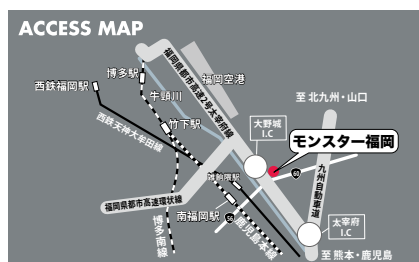 ACCESS MAP
博多駅
西鉄福岡駅
牛頸川
竹下駅
西鉄天神大牟田線
福岡県都市高速2号太宰府線
福岡空港
大野城
I.C
至 北九州・山口
モンスター福岡
60
九州自動車道
雑餉隈駅
福岡県都市高速環状線
南福岡駅
56
博多南線
鹿児島本線
太宰府
I.C
至 熊本・鹿児島